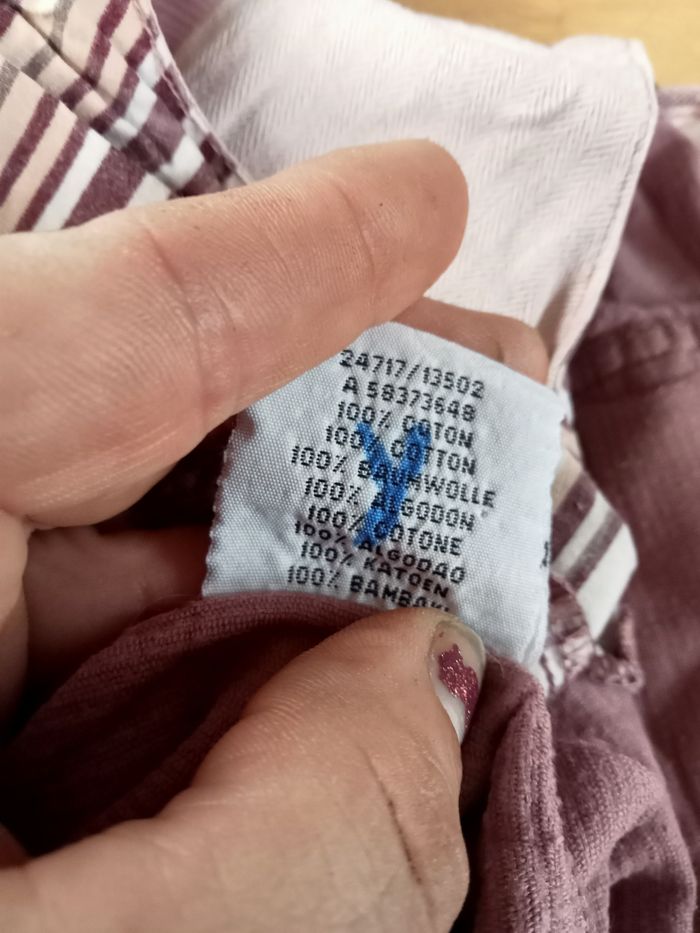 24717/13502
A 58373648
100% COTON
100% COTTON
100% BAUMWOLLE
100% ALGODON
100% COTONE
100% ALGODAO
100% KATOEN
100%
Y